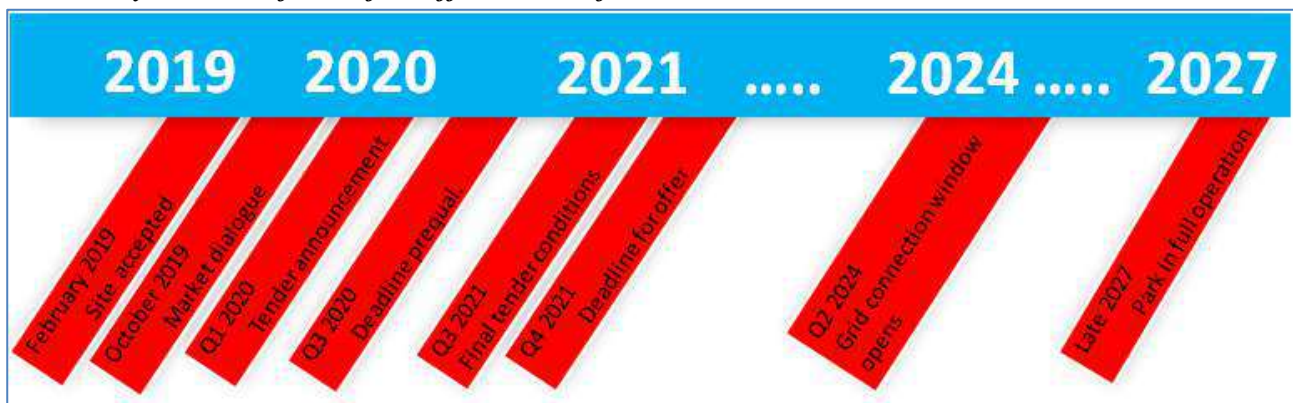 2019 2020 2021 ..... 2024 ..... 2027
February 2019
Site accepted
October 2019
Market dialogue
Q1 2020
Tender announcement
Q3 2020
Deadline prequal.
Q3 2021
Final tender conditions
Q4 2021
Deadline for offer
Q2 2024
Grid connection window
opens
Late 2027
Park in full operation